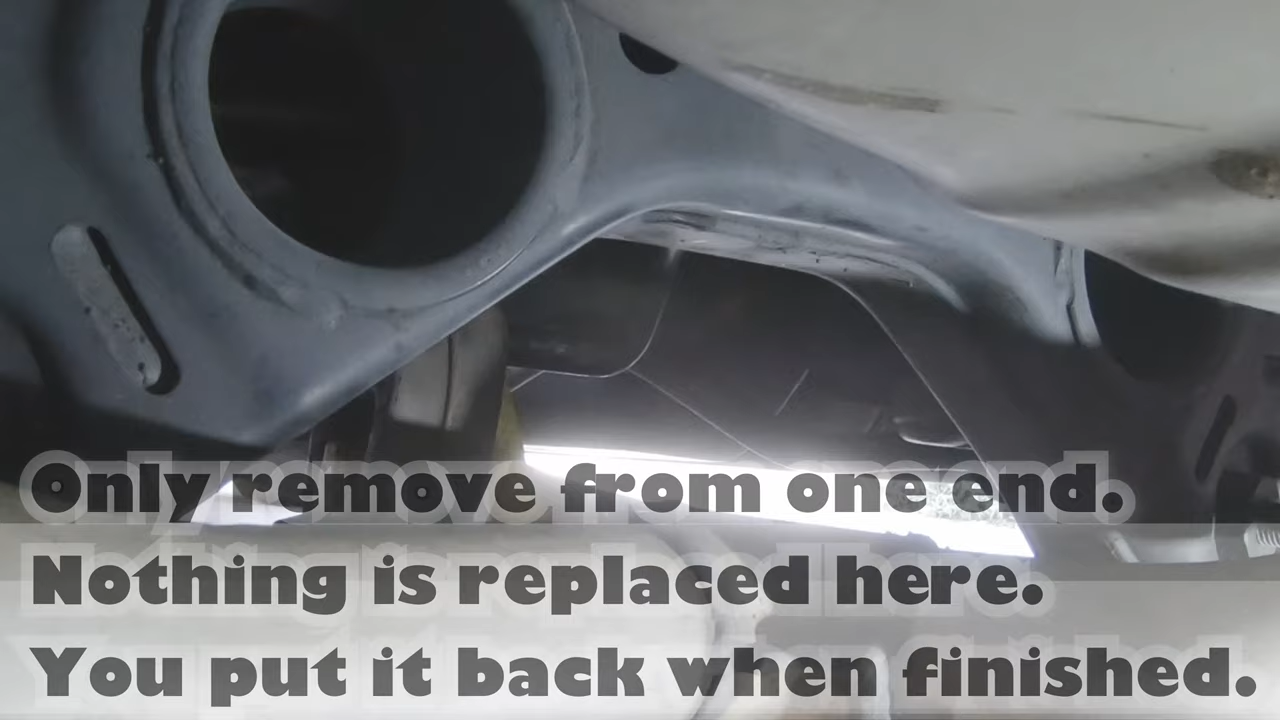 Only remove from one end.
Nothing is replaced here.
You put it back when finished.